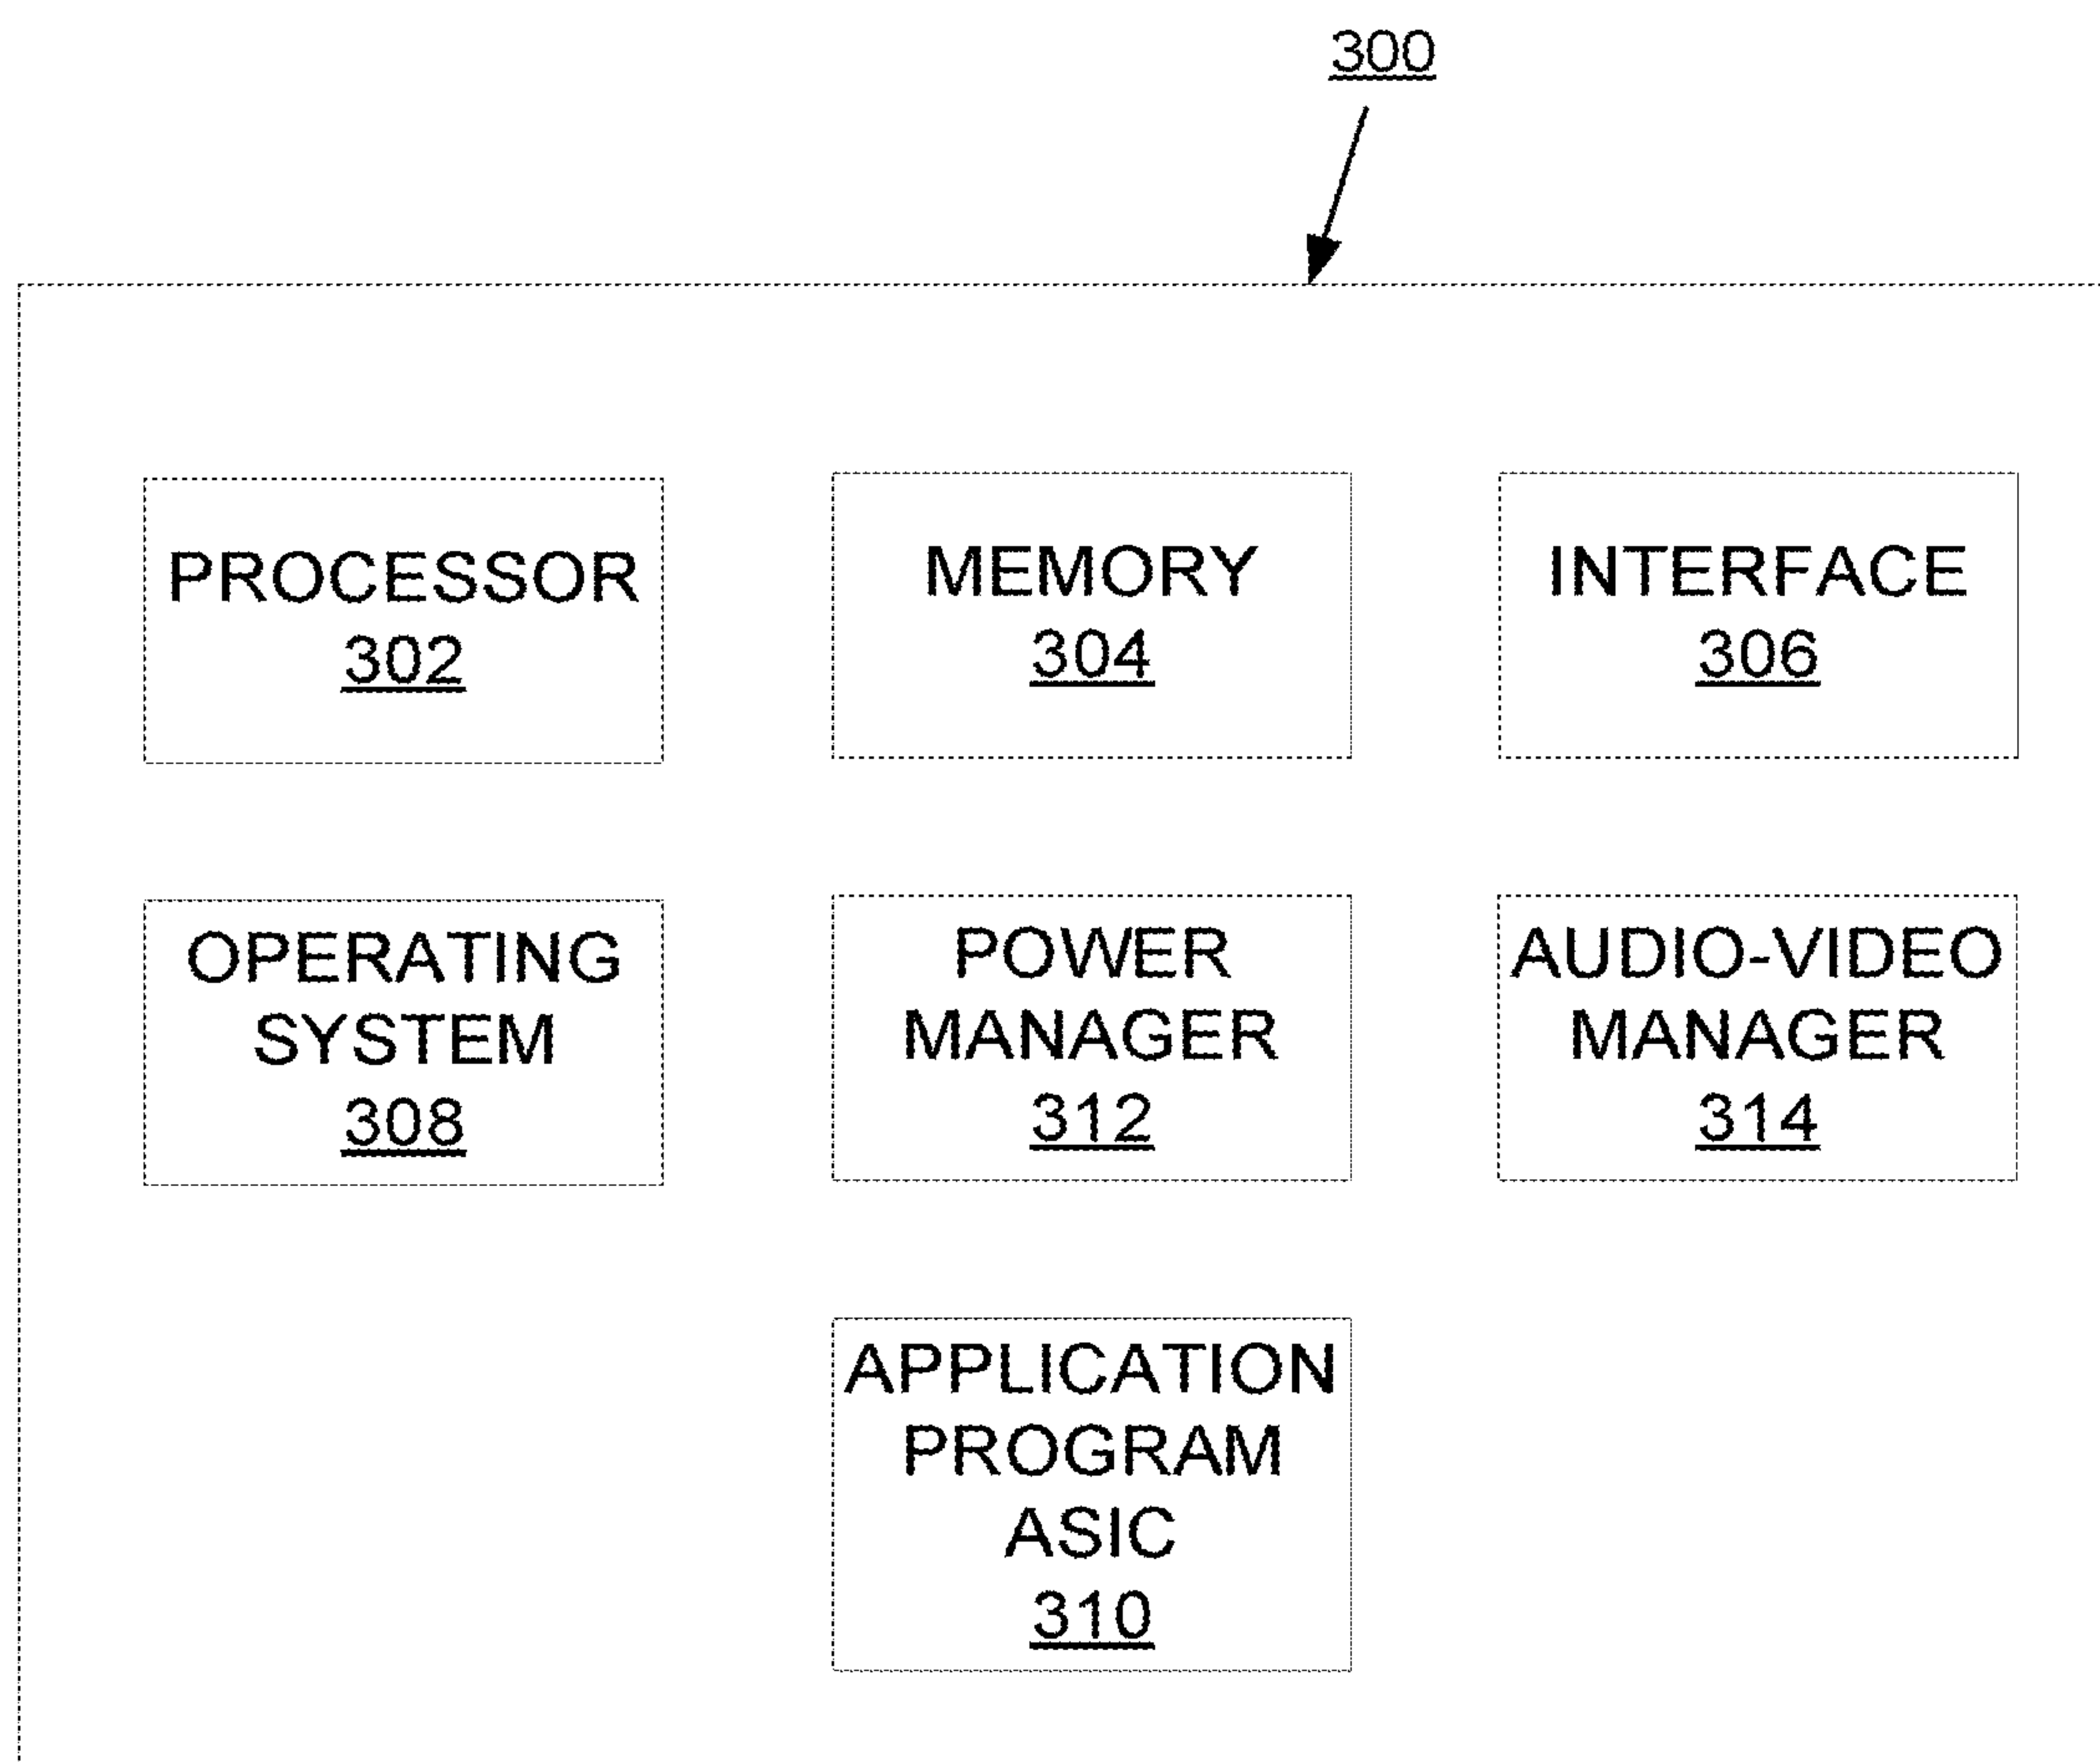 300
PROCESSOR
302
MEMORY
304
INTERFACE
306
OPERATING
SYSTEM
308
POWER
MANAGER
312
AUDIO-VIDEO
MANAGER
314
APPLICATION
PROGRAM
ASIC
310